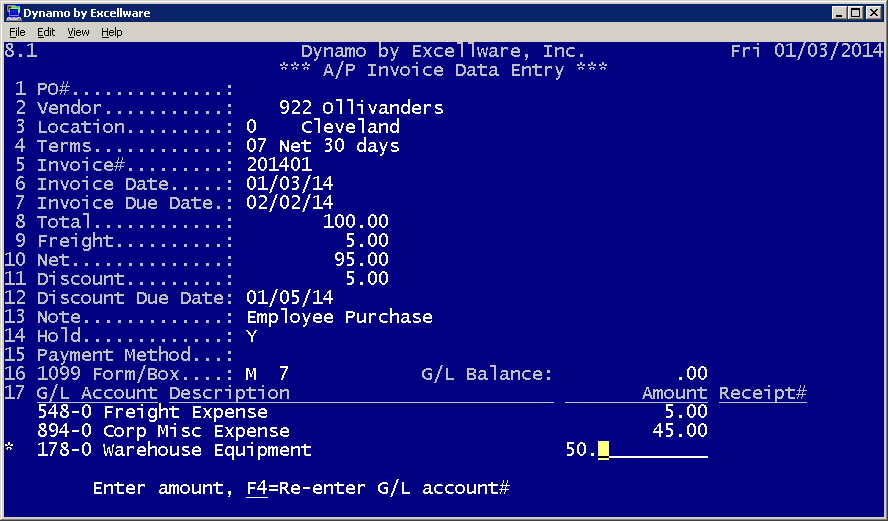 Dynamo by Excellware
File Edit View Help
8.1 Dynamo by Excellware, Inc. Fri 01/03/2014
*** A/P Invoice Data Entry ***
1 PO#..............:
2 Vendor...........: 922 Ollivanders
3 Location.........: 0 Cleveland
4 Terms............: 07 Net 30 days
5 Invoice#.........: 201401
6 Invoice Date.....: 01/03/14
7 Invoice Due Date.: 02/02/14
8 Total............: 100.00
9 Freight..........: 5.00
10 Net..............: 95.00
11 Discount.........: 5.00
12 Discount Due Date: 01/05/14
13 Note.............: Employee Purchase
14 Hold.............: Y
15 Payment Method...:
16 1099 Form/Box....: M 7 G/L Balance: .00
17 G/L Account Description Amount Receipt#
548-0 Freight Expense 5.00
894-0 Corp Misc Expense 45.00
* 178-0 Warehouse Equipment 50.
Enter amount, F4=Re-enter G/L account#